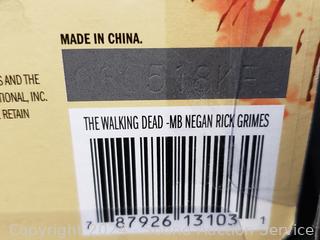 MADE IN CHINA.
S AND THE
TIONAL, INC.
RETAIN
THE WALKING DEAD -MB NEGAN RICK GRIMES
7 87926 13103 1